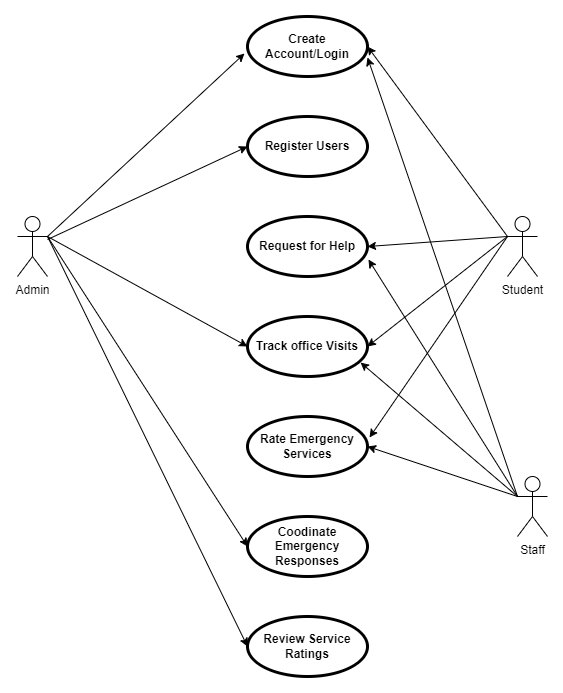 Create
Account/Login
Register Users
Request for Help
Admin
Student
Track office Visits
Rate Emergency
Services
Coodinate
Emergency
Responses
Staff
Review Service
Ratings